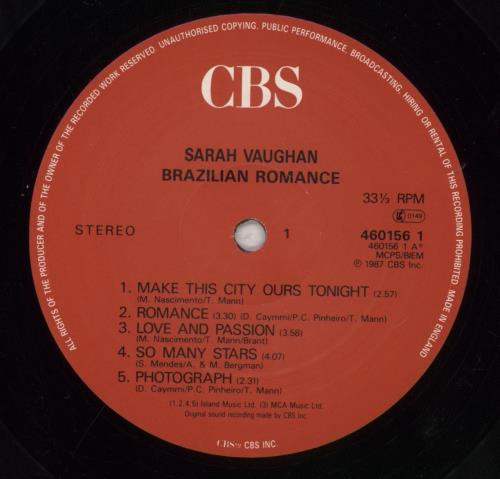 ALL RIGHTS OF THE PRODUCER AND OF THE OWNER OF THE RECORDED WORK RESERVED. UNAUTHORISED COPYING, PUBLIC PERFORMANCE, BROADCASTING, HIRING OR RENTAL OF THIS RECORDING PROHIBITED. MADE IN ENGLAND
CBS
SARAH VAUGHAN
BRAZILIAN ROMANCE
33⅓ RPM
LC 0149
STEREO
1
460156 1
460156 1 A°
MCPS/BIEM
℗ 1987 CBS Inc.
1. MAKE THIS CITY OURS TONIGHT (2.57)
(M. Nascimento/T. Mann)
2. ROMANCE (3.30) (D. Caymmi/P.C. Pinheiro/T. Mann)
3. LOVE AND PASSION (3.58)
(M. Nascimento/T. Mann/Brant)
4. SO MANY STARS (4.07)
(S. Mendes/A. & M. Bergman)
5. PHOTOGRAPH (2.31)
(D. Caymmi/P.C. Pinheiro/T. Mann)
(1,2,4,5) Island Music Ltd. (3) MCA Music Ltd.
Original sound recording made by CBS Inc.
CBS CBS INC.